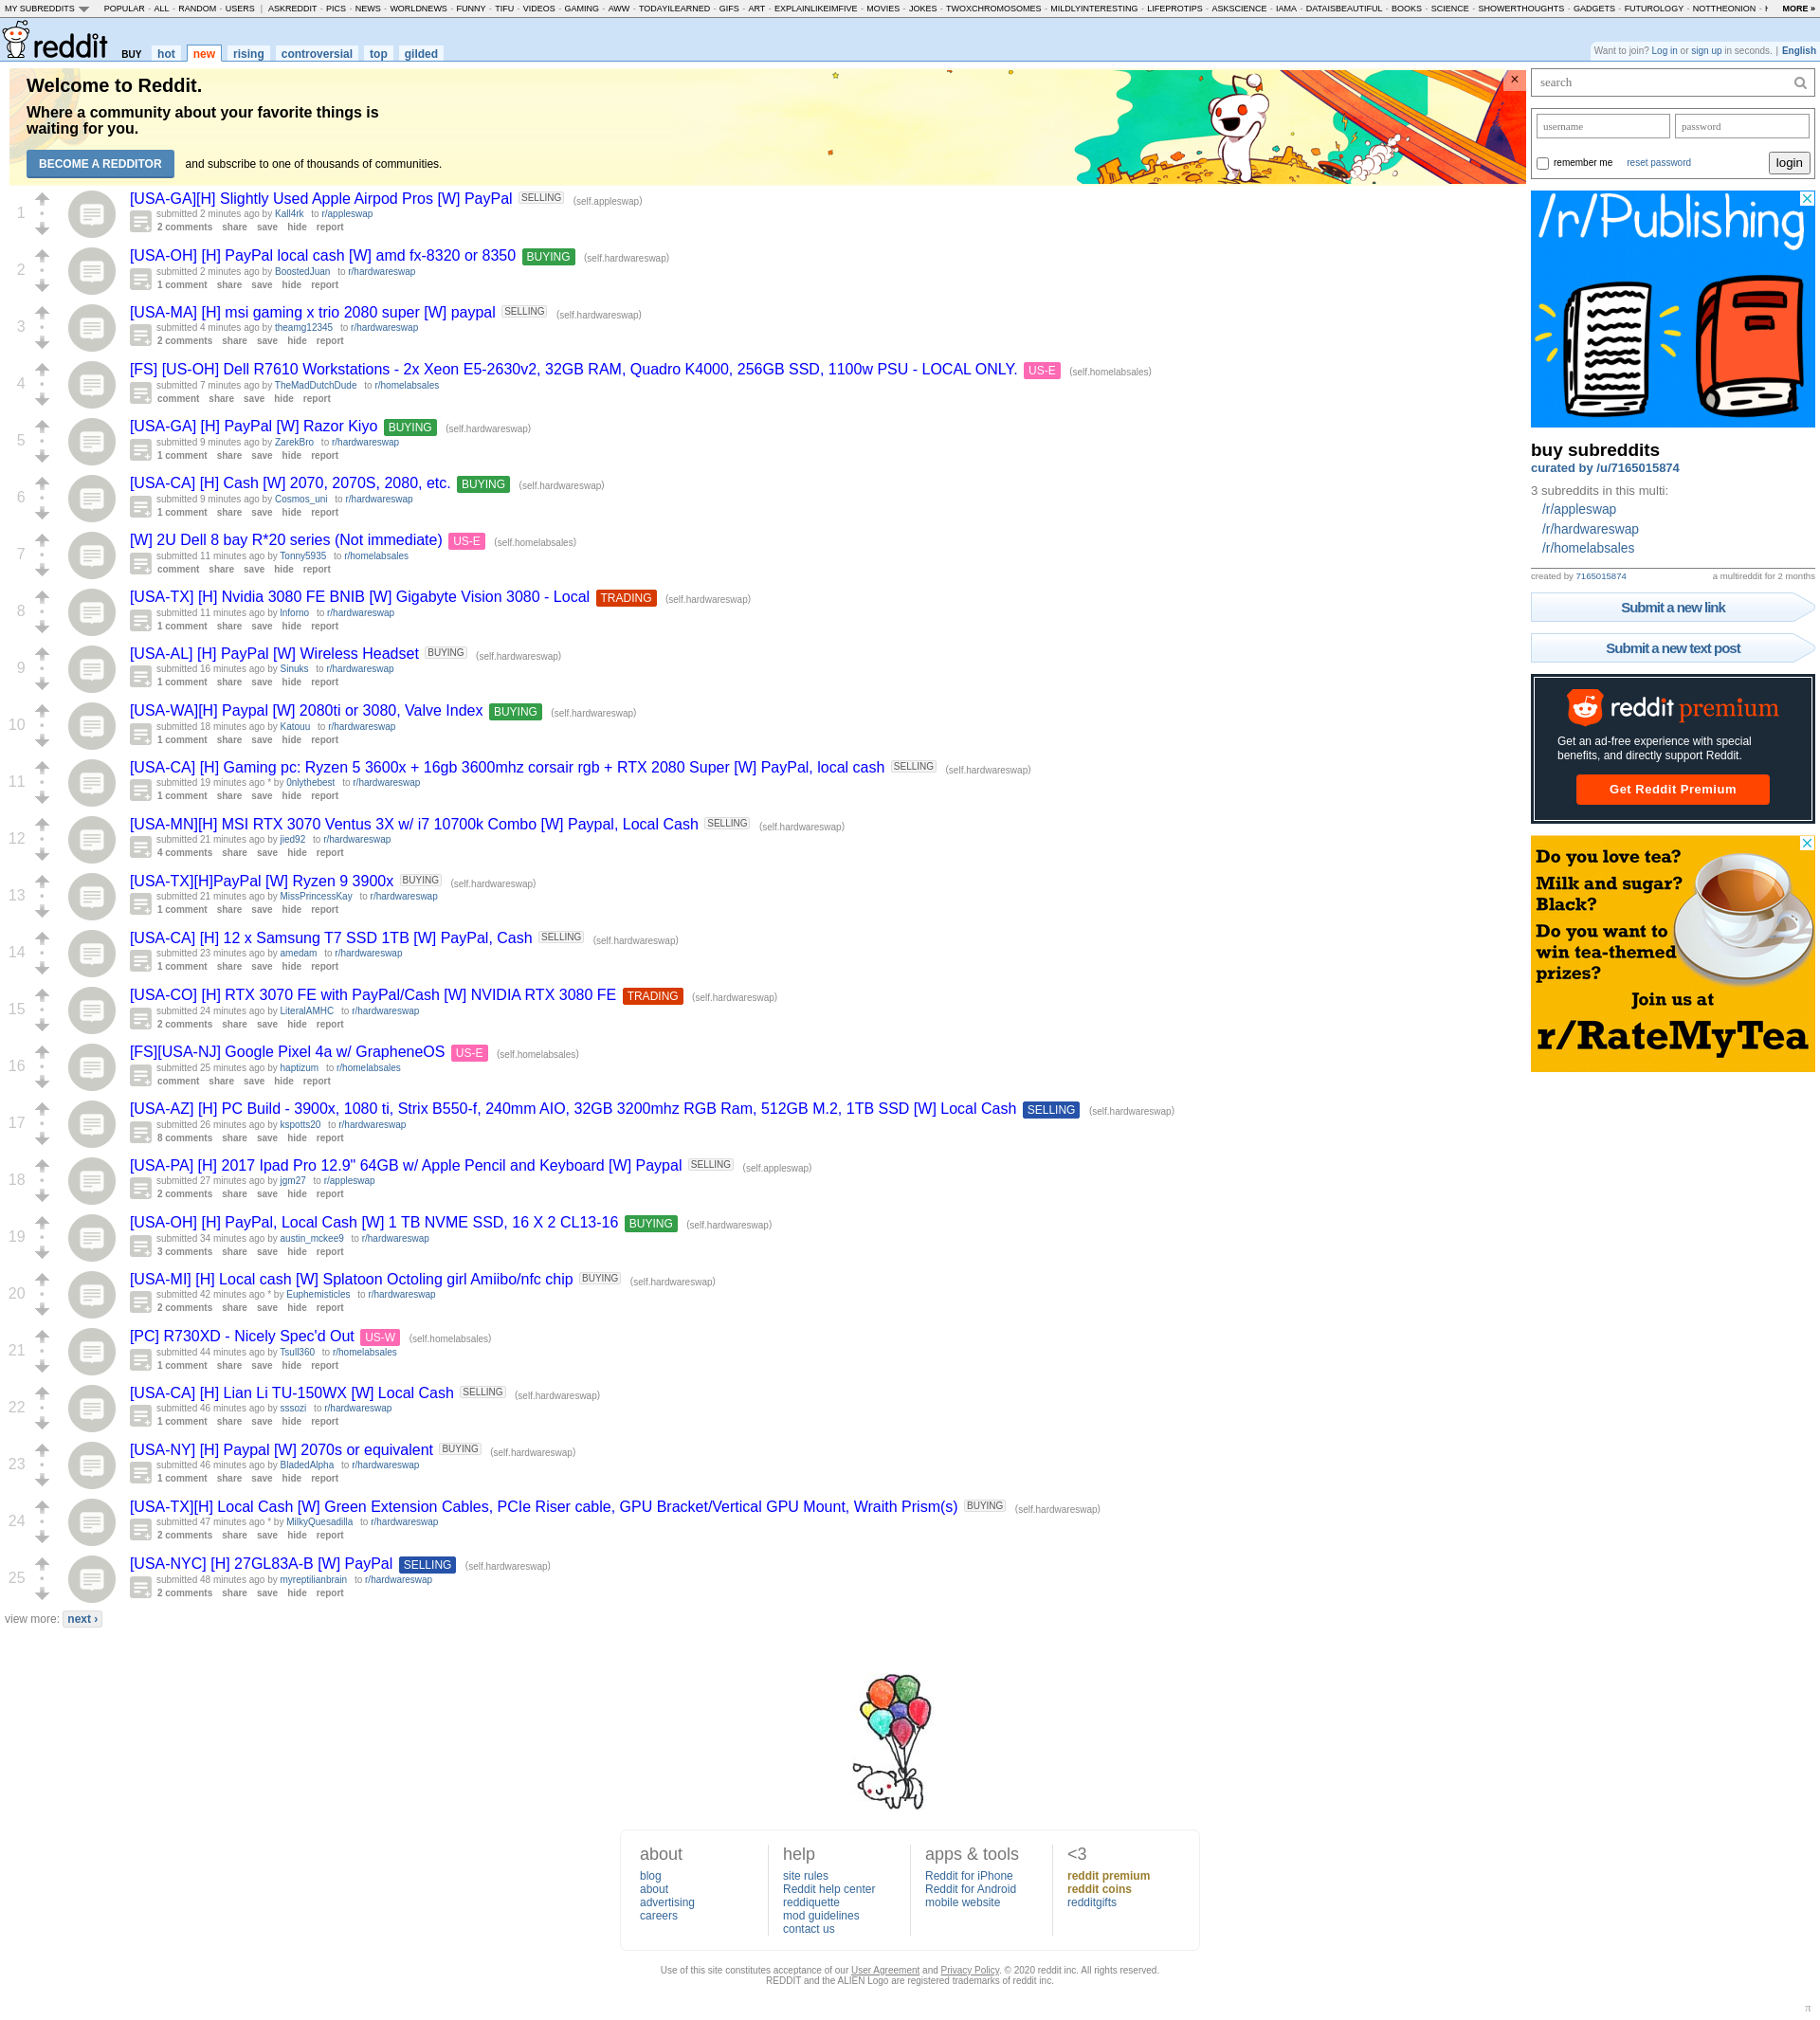 MY SUBREDDITS POPULAR - ALL - RANDOM - USERS | ASKREDDIT - PICS - NEWS - WORLDNEWS - FUNNY - TIFU - VIDEOS - GAMING - AWW - TODAYILEARNED - GIFS - ART - EXPLAINLIKEIMFIVE - MOVIES - JOKES - TWOXCHROMOSOMES - MILDLYINTERESTING - LIFEPROTIPS - ASKSCIENCE - IAMA - DATAISBEAUTIFUL - BOOKS - SCIENCE - SHOWERTHOUGHTS - GADGETS - FUTUROLOGY - NOTTHEONION - MORE »
reddit BUY hot new rising controversial top gilded
Want to join? Log in or sign up in seconds. | English
Welcome to Reddit.
Where a community about your favorite things is
waiting for you.
BECOME A REDDITOR and subscribe to one of thousands of communities.
×
1
[USA-GA][H] Slightly Used Apple Airpod Pros [W] PayPal SELLING (self.appleswap)
submitted 2 minutes ago by Kall4rk to r/appleswap
2 comments share save hide report
2
[USA-OH] [H] PayPal local cash [W] amd fx-8320 or 8350 BUYING (self.hardwareswap)
submitted 2 minutes ago by BoostedJuan to r/hardwareswap
1 comment share save hide report
3
[USA-MA] [H] msi gaming x trio 2080 super [W] paypal SELLING (self.hardwareswap)
submitted 4 minutes ago by theamg12345 to r/hardwareswap
2 comments share save hide report
4
[FS] [US-OH] Dell R7610 Workstations - 2x Xeon E5-2630v2, 32GB RAM, Quadro K4000, 256GB SSD, 1100w PSU - LOCAL ONLY. US-E (self.homelabsales)
submitted 7 minutes ago by TheMadDutchDude to r/homelabsales
comment share save hide report
5
[USA-GA] [H] PayPal [W] Razor Kiyo BUYING (self.hardwareswap)
submitted 9 minutes ago by ZarekBro to r/hardwareswap
1 comment share save hide report
6
[USA-CA] [H] Cash [W] 2070, 2070S, 2080, etc. BUYING (self.hardwareswap)
submitted 9 minutes ago by Cosmos_uni to r/hardwareswap
1 comment share save hide report
7
[W] 2U Dell 8 bay R*20 series (Not immediate) US-E (self.homelabsales)
submitted 11 minutes ago by Tonny5935 to r/homelabsales
comment share save hide report
8
[USA-TX] [H] Nvidia 3080 FE BNIB [W] Gigabyte Vision 3080 - Local TRADING (self.hardwareswap)
submitted 11 minutes ago by Inforno to r/hardwareswap
1 comment share save hide report
9
[USA-AL] [H] PayPal [W] Wireless Headset BUYING (self.hardwareswap)
submitted 16 minutes ago by Sinuks to r/hardwareswap
1 comment share save hide report
10
[USA-WA][H] Paypal [W] 2080ti or 3080, Valve Index BUYING (self.hardwareswap)
submitted 18 minutes ago by Katouu to r/hardwareswap
1 comment share save hide report
11
[USA-CA] [H] Gaming pc: Ryzen 5 3600x + 16gb 3600mhz corsair rgb + RTX 2080 Super [W] PayPal, local cash SELLING (self.hardwareswap)
submitted 19 minutes ago * by 0nlythebest to r/hardwareswap
1 comment share save hide report
12
[USA-MN][H] MSI RTX 3070 Ventus 3X w/ i7 10700k Combo [W] Paypal, Local Cash SELLING (self.hardwareswap)
submitted 21 minutes ago by jied92 to r/hardwareswap
4 comments share save hide report
13
[USA-TX][H]PayPal [W] Ryzen 9 3900x BUYING (self.hardwareswap)
submitted 21 minutes ago by MissPrincessKay to r/hardwareswap
1 comment share save hide report
14
[USA-CA] [H] 12 x Samsung T7 SSD 1TB [W] PayPal, Cash SELLING (self.hardwareswap)
submitted 23 minutes ago by amedam to r/hardwareswap
1 comment share save hide report
15
[USA-CO] [H] RTX 3070 FE with PayPal/Cash [W] NVIDIA RTX 3080 FE TRADING (self.hardwareswap)
submitted 24 minutes ago by LiteralAMHC to r/hardwareswap
2 comments share save hide report
16
[FS][USA-NJ] Google Pixel 4a w/ GrapheneOS US-E (self.homelabsales)
submitted 25 minutes ago by haptizum to r/homelabsales
comment share save hide report
17
[USA-AZ] [H] PC Build - 3900x, 1080 ti, Strix B550-f, 240mm AIO, 32GB 3200mhz RGB Ram, 512GB M.2, 1TB SSD [W] Local Cash SELLING (self.hardwareswap)
submitted 26 minutes ago by kspotts20 to r/hardwareswap
8 comments share save hide report
18
[USA-PA] [H] 2017 Ipad Pro 12.9" 64GB w/ Apple Pencil and Keyboard [W] Paypal SELLING (self.appleswap)
submitted 27 minutes ago by jgm27 to r/appleswap
2 comments share save hide report
19
[USA-OH] [H] PayPal, Local Cash [W] 1 TB NVME SSD, 16 X 2 CL13-16 BUYING (self.hardwareswap)
submitted 34 minutes ago by austin_mckee9 to r/hardwareswap
3 comments share save hide report
20
[USA-MI] [H] Local cash [W] Splatoon Octoling girl Amiibo/nfc chip BUYING (self.hardwareswap)
submitted 42 minutes ago * by Euphemisticles to r/hardwareswap
2 comments share save hide report
21
[PC] R730XD - Nicely Spec'd Out US-W (self.homelabsales)
submitted 44 minutes ago by Tsull360 to r/homelabsales
1 comment share save hide report
22
[USA-CA] [H] Lian Li TU-150WX [W] Local Cash SELLING (self.hardwareswap)
submitted 46 minutes ago by sssozi to r/hardwareswap
1 comment share save hide report
23
[USA-NY] [H] Paypal [W] 2070s or equivalent BUYING (self.hardwareswap)
submitted 46 minutes ago by BladedAlpha to r/hardwareswap
1 comment share save hide report
24
[USA-TX][H] Local Cash [W] Green Extension Cables, PCIe Riser cable, GPU Bracket/Vertical GPU Mount, Wraith Prism(s) BUYING (self.hardwareswap)
submitted 47 minutes ago * by MilkyQuesadilla to r/hardwareswap
2 comments share save hide report
25
[USA-NYC] [H] 27GL83A-B [W] PayPal SELLING (self.hardwareswap)
submitted 48 minutes ago by myreptilianbrain to r/hardwareswap
2 comments share save hide report
view more: next ›
search
username password
remember me reset password login
/r/Publishing
buy subreddits
curated by /u/7165015874
3 subreddits in this multi:
/r/appleswap
/r/hardwareswap
/r/homelabsales
created by 7165015874 a multireddit for 2 months
Submit a new link
Submit a new text post
reddit premium
Get an ad-free experience with special
benefits, and directly support Reddit.
Get Reddit Premium
Do you love tea?
Milk and sugar?
Black?
Do you want to
win tea-themed
prizes?
Join us at
r/RateMyTea
about
blog
about
advertising
careers
help
site rules
Reddit help center
reddiquette
mod guidelines
contact us
apps & tools
Reddit for iPhone
Reddit for Android
mobile website
<3
reddit premium
reddit coins
redditgifts
Use of this site constitutes acceptance of our User Agreement and Privacy Policy. © 2020 reddit inc. All rights reserved.
REDDIT and the ALIEN Logo are registered trademarks of reddit inc.
π